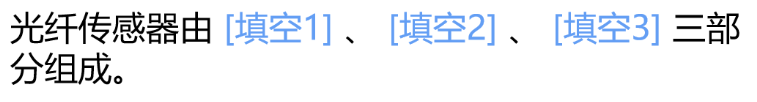 光纤传感器由 [填空1] 、 [填空2] 、 [填空3] 三部
分组成。